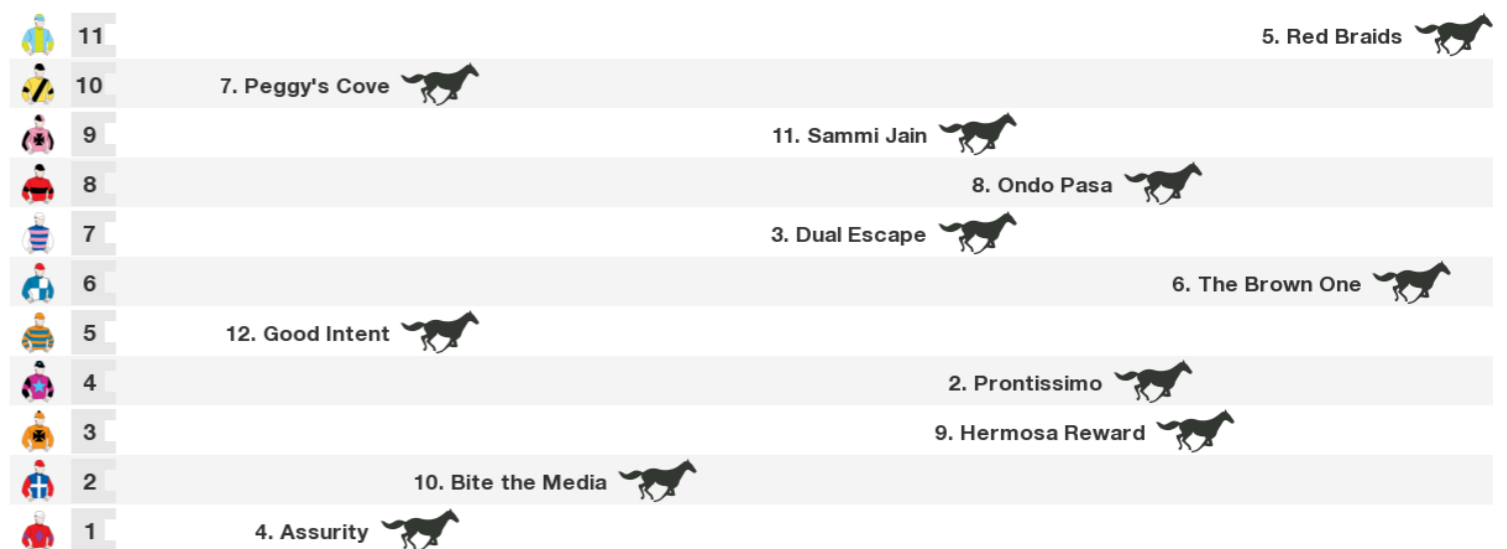 11 5. Red Braids
10 7. Peggy's Cove
9 11. Sammi Jain
8 8. Ondo Pasa
7 3. Dual Escape
6 6. The Brown One
5 12. Good Intent
4 2. Prontissimo
3 9. Hermosa Reward
2 10. Bite the Media
1 4. Assurity